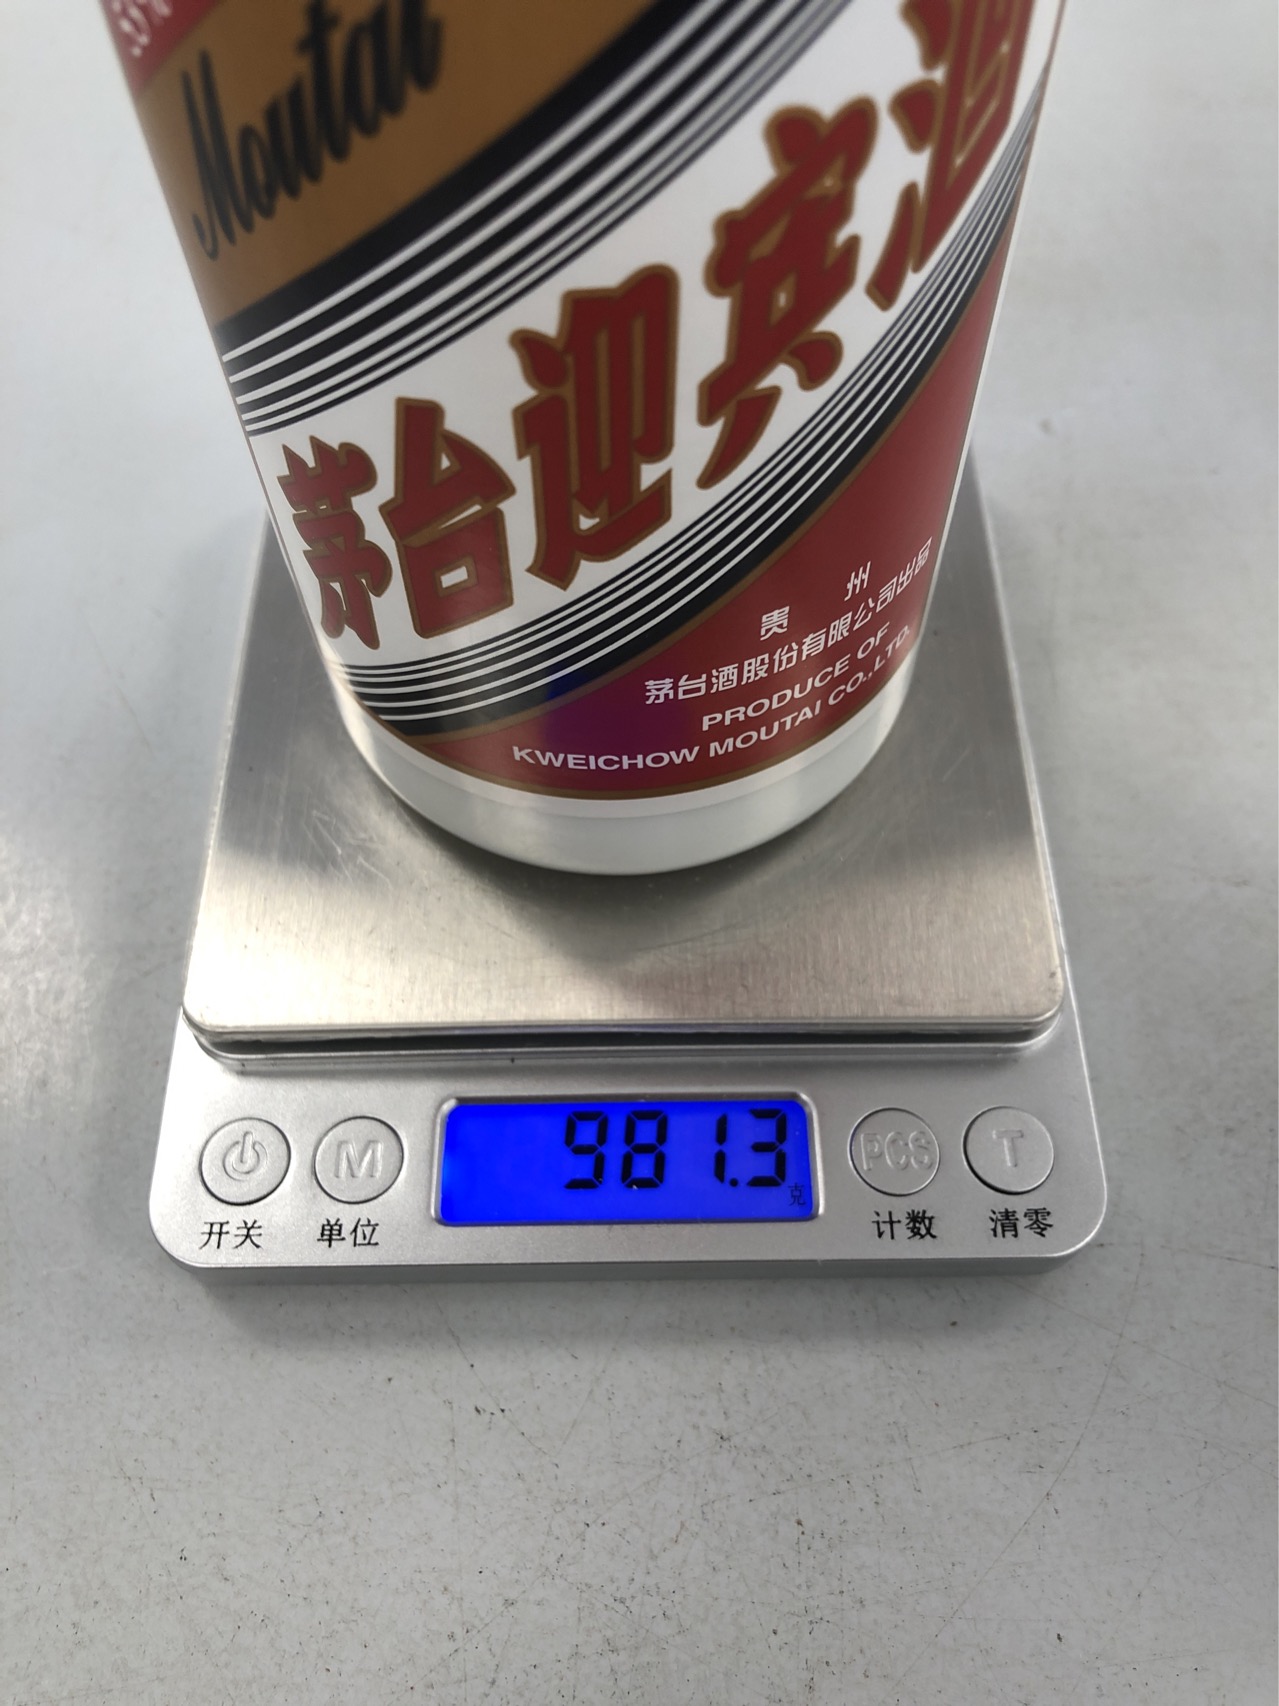 53%
Moutai
茅台迎宾酒
贵州
茅台酒股份有限公司出品
PRODUCE OF
KWEICHOW MOUTAI CO.,LTD.
981.3
克
M
PCS
T
开关
单位
计数
清零